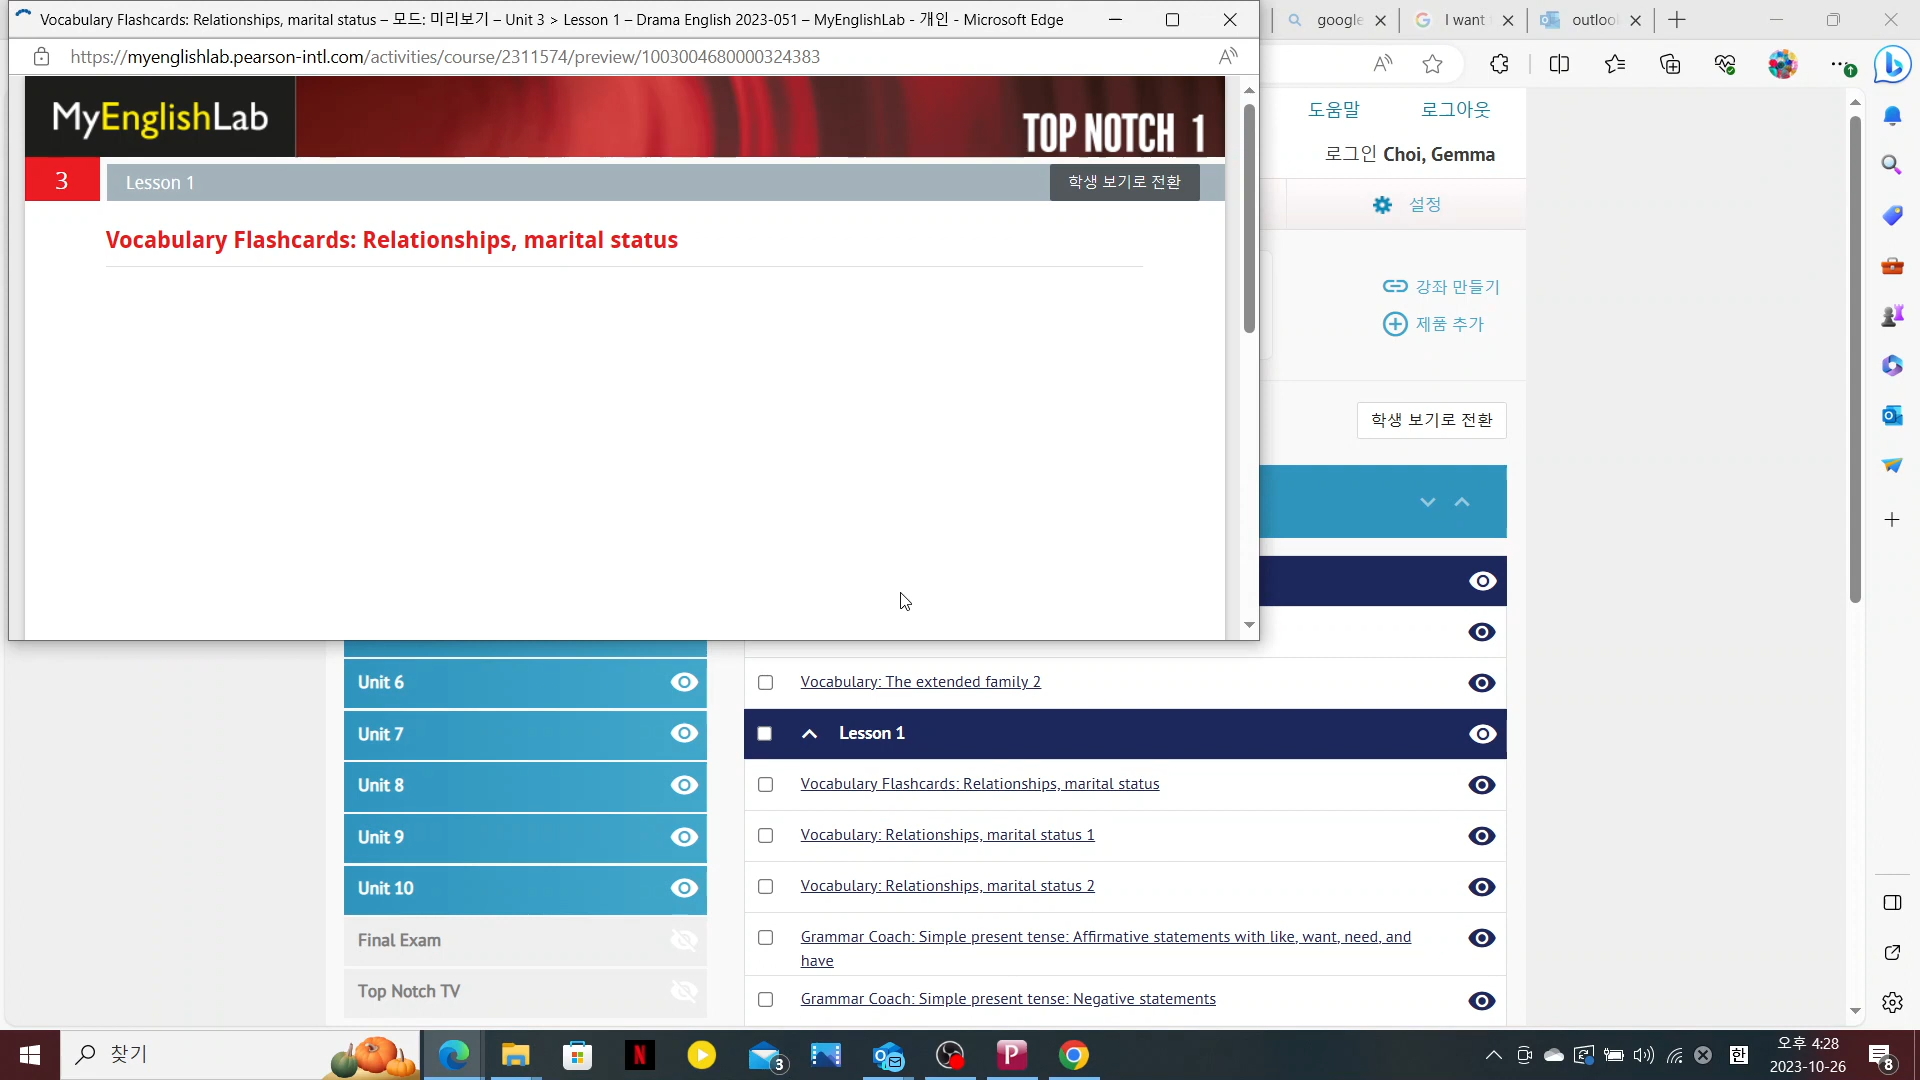 Vocabulary Flashcards: Relationships, marital status – 모드: 미리보기 – Unit 3 > Lesson 1 – Drama English 2023-051 – MyEnglishLab - 개인 - Microsoft Edge
google
I want
outloo
https://myenglishlab.pearson-intl.com/activities/course/2311574/preview/1003004680000324383
MyEnglishLab
TOP NOTCH 1
도움말
로그아웃
로그인 Choi, Gemma
3
Lesson 1
학생 보기로 전환
설정
Vocabulary Flashcards: Relationships, marital status
강좌 만들기
제품 추가
학생 보기로 전환
Unit 6
Unit 7
Unit 8
Unit 9
Unit 10
Final Exam
Top Notch TV
Vocabulary: The extended family 2
Lesson 1
Vocabulary Flashcards: Relationships, marital status
Vocabulary: Relationships, marital status 1
Vocabulary: Relationships, marital status 2
Grammar Coach: Simple present tense: Affirmative statements with like, want, need, and
have
Grammar Coach: Simple present tense: Negative statements
찾기
3
한
오후 4:28
2023-10-26
8